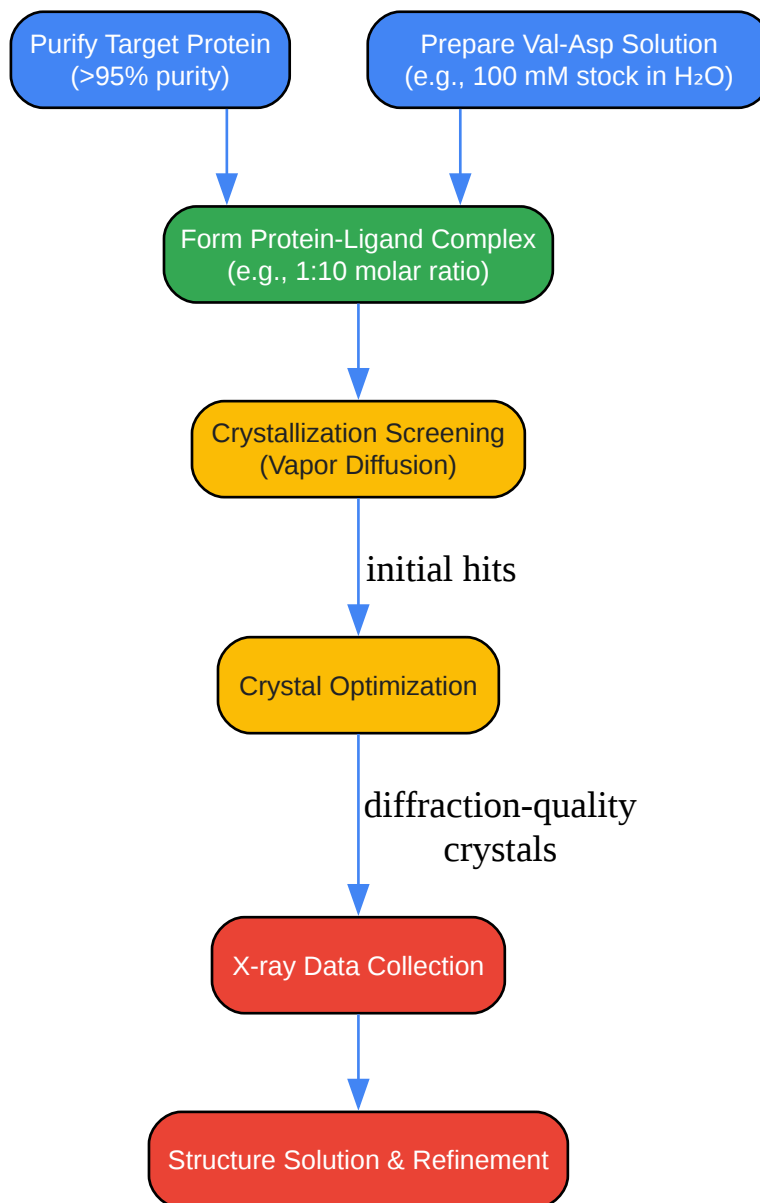 Purify Target Protein
(>95% purity)
Prepare Val-Asp Solution
(e.g., 100 mM stock in H₂O)
Form Protein-Ligand Complex
(e.g., 1:10 molar ratio)
Crystallization Screening
(Vapor Diffusion)
initial hits
Crystal Optimization
diffraction-quality
crystals
X-ray Data Collection
Structure Solution & Refinement